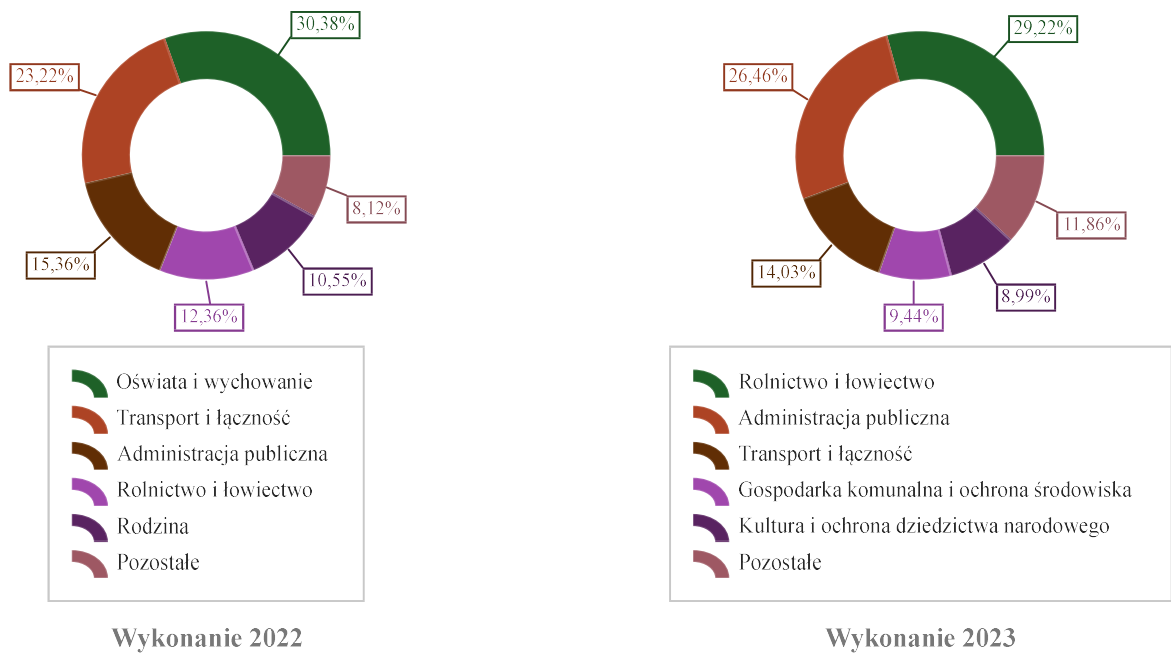 30,38%
23,22%
8,12%
15,36%
10,55%
12,36%
Oświata i wychowanie
Transport i łączność
Administracja publiczna
Rolnictwo i łowiectwo
Rodzina
Pozostałe
Wykonanie 2022
29,22%
26,46%
11,86%
14,03%
8,99%
9,44%
Rolnictwo i łowiectwo
Administracja publiczna
Transport i łączność
Gospodarka komunalna i ochrona środowiska
Kultura i ochrona dziedzictwa narodowego
Pozostałe
Wykonanie 2023